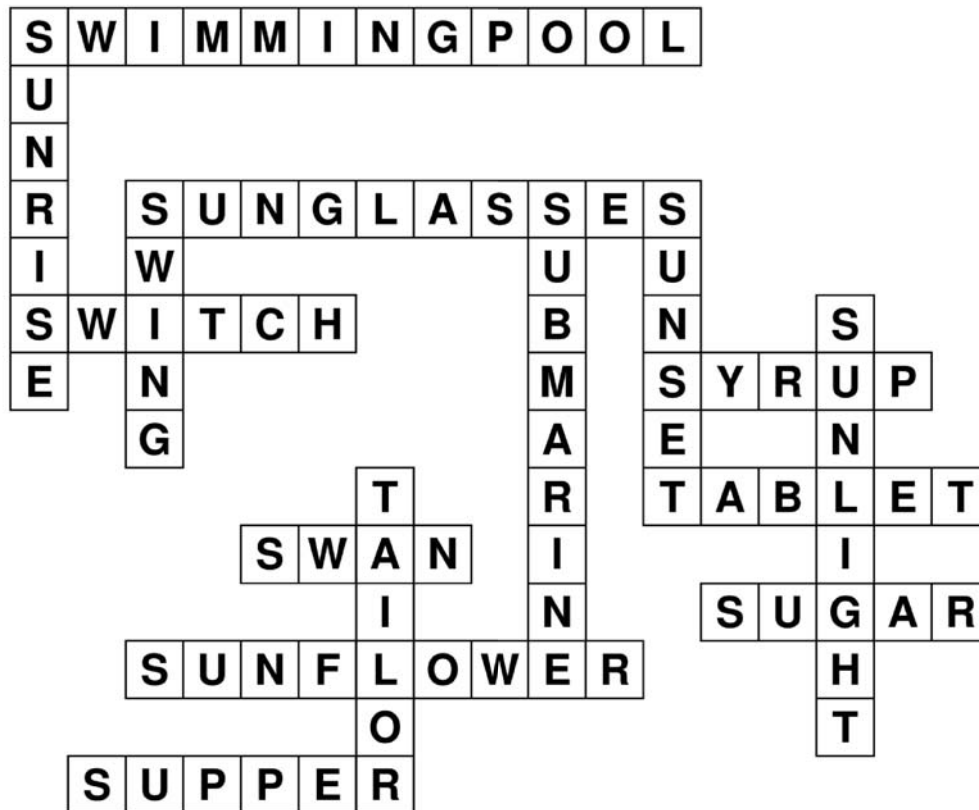 SWIMMINGPOOL
SUNRISE
SUNGLASSES
SWING
SUBMARINE
SUNSET
SWITCH
SUNLIGHT
SYRUP
TAILOR
TABLET
SWAN
SUGAR
SUNFLOWER
SUPPER